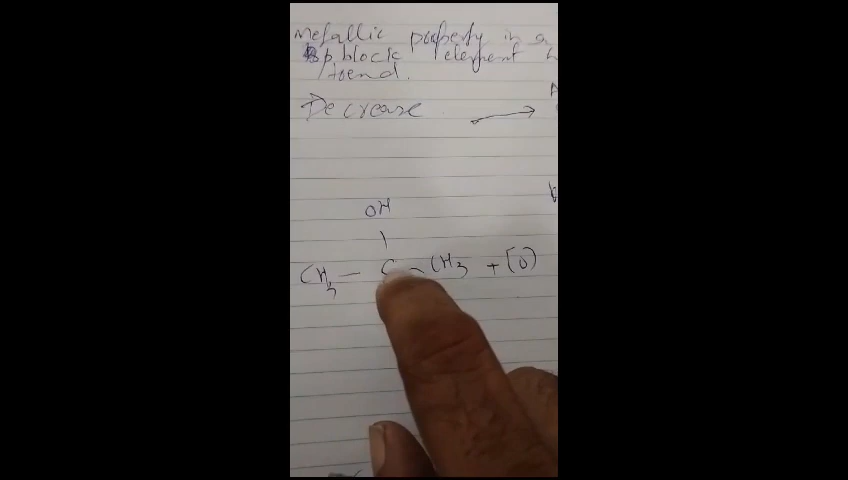 Metallic property in a
p block element
trend.
Decrease →
OH
CH3 - C - CH3 + [O]